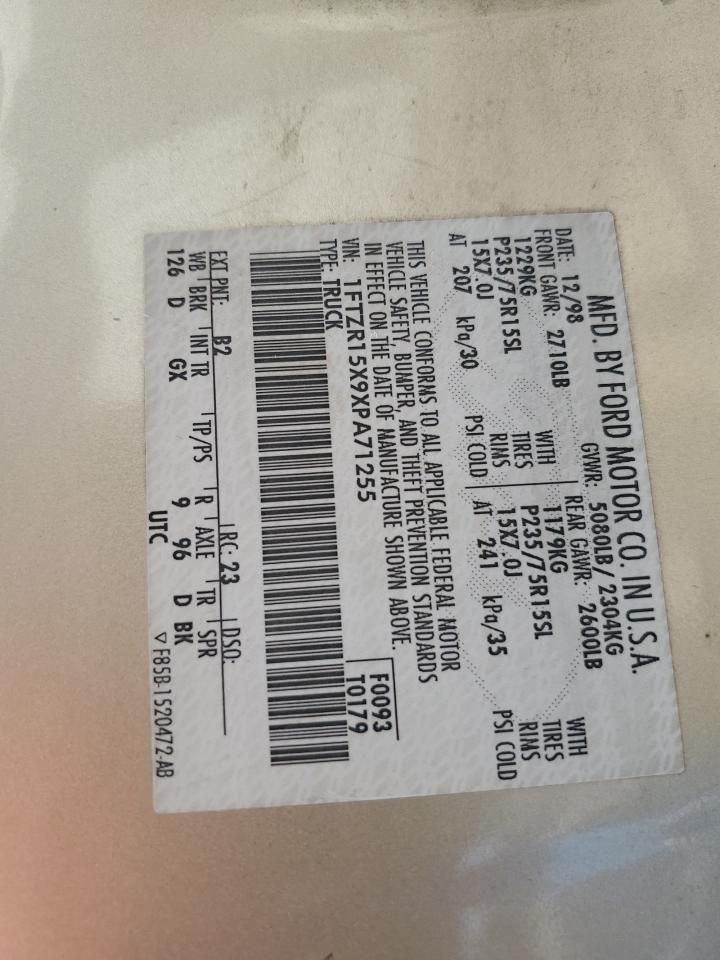 MFD. BY FORD MOTOR CO. IN U.S.A.
DATE: 12/98 GVWR: 5080LB/ 2304KG
FRONT GAWR: 2710LB REAR GAWR: 2600LB
1229KG WITH 1179KG WITH
P235/75R15SL TIRES P235/75R15SL TIRES
15X7.0J RIMS 15X7.0J RIMS
AT 207 kPa/30 PSI COLD AT 241 kPa/35 PSI COLD
THIS VEHICLE CONFORMS TO ALL APPLICABLE FEDERAL MOTOR
VEHICLE SAFETY, BUMPER, AND THEFT PREVENTION STANDARDS
IN EFFECT ON THE DATE OF MANUFACTURE SHOWN ABOVE.
VIN: 1FTZR15X9XPA71255 F0093
TYPE: TRUCK T0179
EXT PNT: B2 RC: 23 DSO:
WB BRK INT TR TP/PS R AXLE TR SPR
126 D GX 9 96 D BK
UTC ▽ F85B-1520472-AB